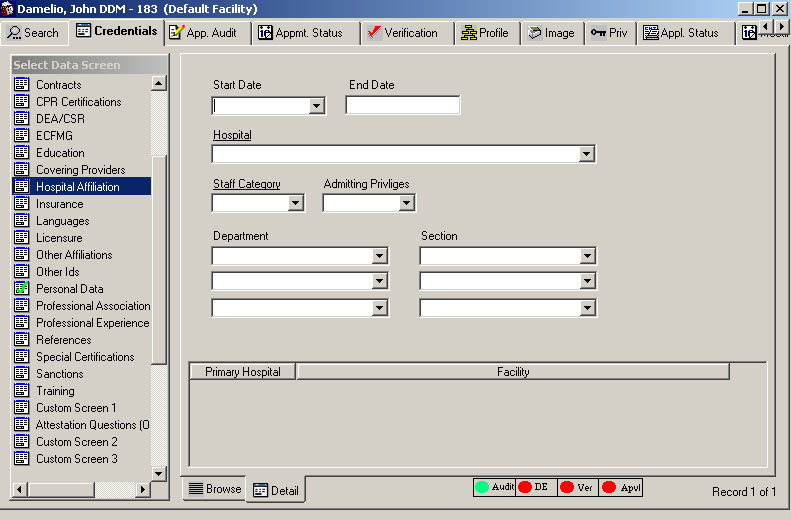 Damelio, John DDM - 183 (Default Facility)
Search Credentials App. Audit Appmt. Status Verification Profile Image Priv Appl. Status
Select Data Screen
Contracts
CPR Certifications
DEA/CSR
ECFMG
Education
Covering Providers
Hospital Affiliation
Insurance
Languages
Licensure
Other Affiliations
Other Ids
Personal Data
Professional Association
Professional Experience
References
Special Certifications
Sanctions
Training
Custom Screen 1
Attestation Questions (O
Custom Screen 2
Custom Screen 3
Start Date End Date
Hospital
Staff Category Admitting Privliges
Department Section
Primary Hospital Facility
Browse Detail
Audit DE Ver Apvl
Record 1 of 1